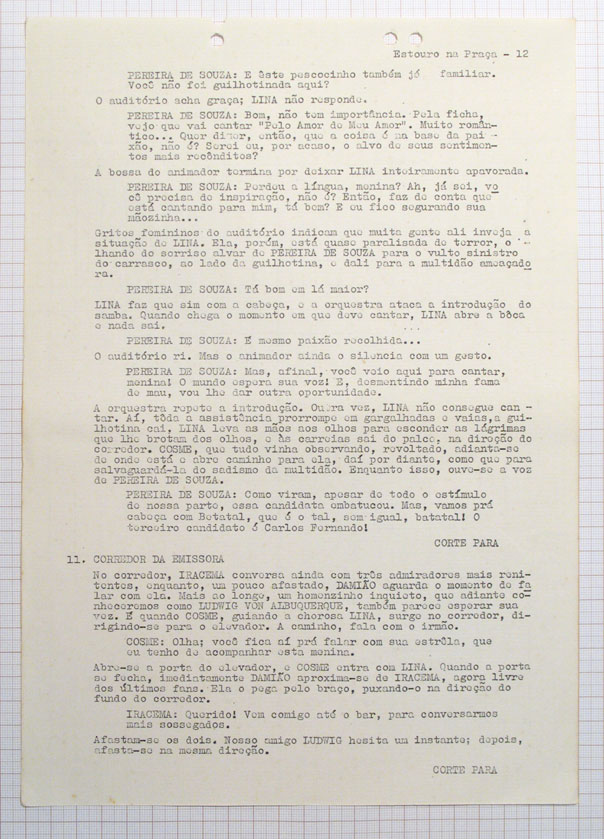 Estouro na Praça - 12
PEREIRA DE SOUZA: E êste pescocinho também já familiar.
Você não foi guilhotinada aqui?
O auditório acha graça; LINA não responde.
PEREIRA DE SOUZA: Bom, não tem importância. Pela ficha,
vejo que vai cantar "Pelo Amor do Meu Amor". Muito român-
tico... Quer dizer, então, que a coisa é na base da pai -
xão, não é? Serei eu, por acaso, o alvo de seus sentimen-
tos mais recônditos?
A bossa do animador termina por deixar LINA inteiramente apavorada.
PEREIRA DE SOUZA: Perdeu a língua, menina? Ah, já sei, vo
cê precisa de inspiração, não é? Então, faz de conta que
está cantando para mim, tá bem? E eu fico segurando sua
mãozinha...
Gritos femininos do auditório indicam que muita gente ali inveja a
situação de LINA. Ela, porém, está quase paralisada de terror, o -
lhando do sorriso alvar de PEREIRA DE SOUZA para o vulto sinistro
do carrasco, ao lado da guilhotina, e dali para a multidão ameaçado
ra.
PEREIRA DE SOUZA: Tá bom em lá maior?
LINA faz que sim com a cabeça, e a orquestra ataca a introdução do
samba. Quando chega o momento em que deve cantar, LINA abre a bôca
e nada sai.
PEREIRA DE SOUZA: É mesmo paixão recolhida...
O auditório ri. Mas o animador ainda o silencia com um gesto.
PEREIRA DE SOUZA: Mas, afinal, você veio aqui para cantar,
menina! O mundo espera sua voz! E, desmentindo minha fama
de mau, vou lhe dar outra oportunidade.
A orquestra repete a introdução. Outra vez, LINA não consegue can -
tar. Aí, tôda a assistência prorrompe em gargalhadas e vaias, a gui
lhotina cai, LINA leva as mãos aos olhos para esconder as lágrimas
que lhe brotam dos olhos, e às carreias sai do palco, na direção do
corredor. COSME, que tudo vinha observando, revoltado, adianta-se
de onde está e abre caminho para ela, daí por diante, como que para
salvaguardá-la do sadismo da multidão. Enquanto isso, ouve-se a voz
de PEREIRA DE SOUZA.
PEREIRA DE SOUZA: Como viram, apesar de todo o estímulo
de nossa parte, essa candidata embatucou. Mas, vamos prá
cabeça com Betatal, que é o tal, sem igual, batatal! O
terceiro candidato é Carlos Fernando!
CORTE PARA
11. CORREDOR DA EMISSORA
No corredor, IRACEMA conversa ainda com três admiradores mais reni-
tentes, enquanto, um pouco afastado, DAMIÃO aguarda o momento de fa
lar com ela. Mais ao longe, um homenzinho inquieto, que adiante co-
nheceremos como LUDWIG VON ALBUQUERQUE, também parece esperar sua
vez. É quando COSME, guiando a chorosa LINA, surge no corredor, di-
rigindo-se para o elevador. A caminho, fala com o irmão.
COSME: Olha; você fica aí prá falar com sua estrêla, que
eu tenho de acompanhar esta menina.
Abre-se a porta do elevador, e COSME entra com LINA. Quando a porta
se fecha, imediatamente DAMIÃO aproxima-se de IRACEMA, agora livre
dos últimos fans. Ela o pega pelo braço, puxando-o na direção do
fundo do corredor.
IRACEMA: Querido! Vem comigo até o bar, para conversarmos
mais sossegados.
Afastam-se os dois. Nosso amigo LUDWIG hesita um instante; depois,
afasta-se na mesma direção.
CORTE PARA